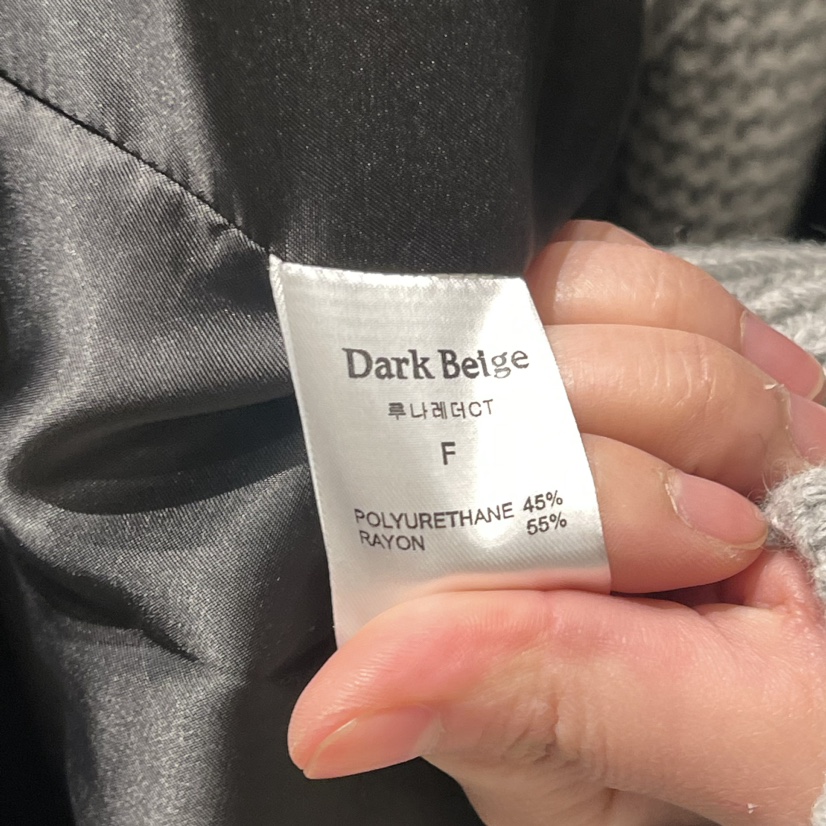 Dark Beige
루나레더CT
F
POLYURETHANE 45%
RAYON 55%